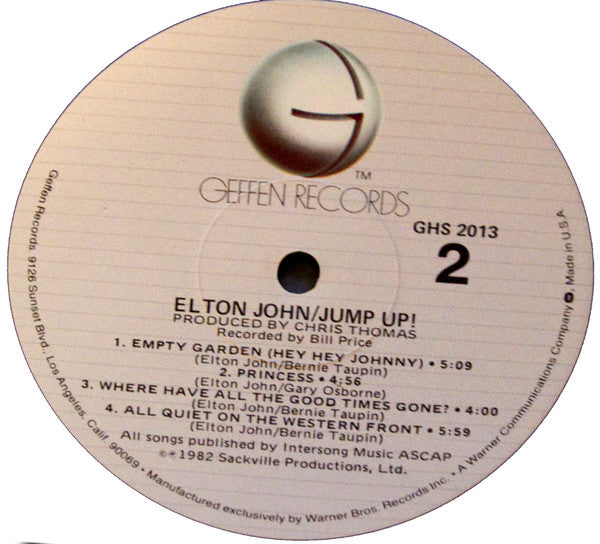 G
TM
GEFFEN RECORDS
GHS 2013
2
ELTON JOHN/JUMP UP!
PRODUCED BY CHRIS THOMAS
Recorded by Bill Price
1. EMPTY GARDEN (HEY HEY JOHNNY) • 5:09
(Elton John/Bernie Taupin)
2. PRINCESS • 4:56
(Elton John/Gary Osborne)
3. WHERE HAVE ALL THE GOOD TIMES GONE? • 4:00
(Elton John/Bernie Taupin)
4. ALL QUIET ON THE WESTERN FRONT • 5:59
(Elton John/Bernie Taupin)
All songs published by Intersong Music ASCAP
©℗1982 Sackville Productions, Ltd.
Geffen Records, 9126 Sunset Blvd., Los Angeles, Calif. 90069 • Manufactured exclusively by Warner Bros. Records Inc. • A Warner Communications Company Made in U.S.A.